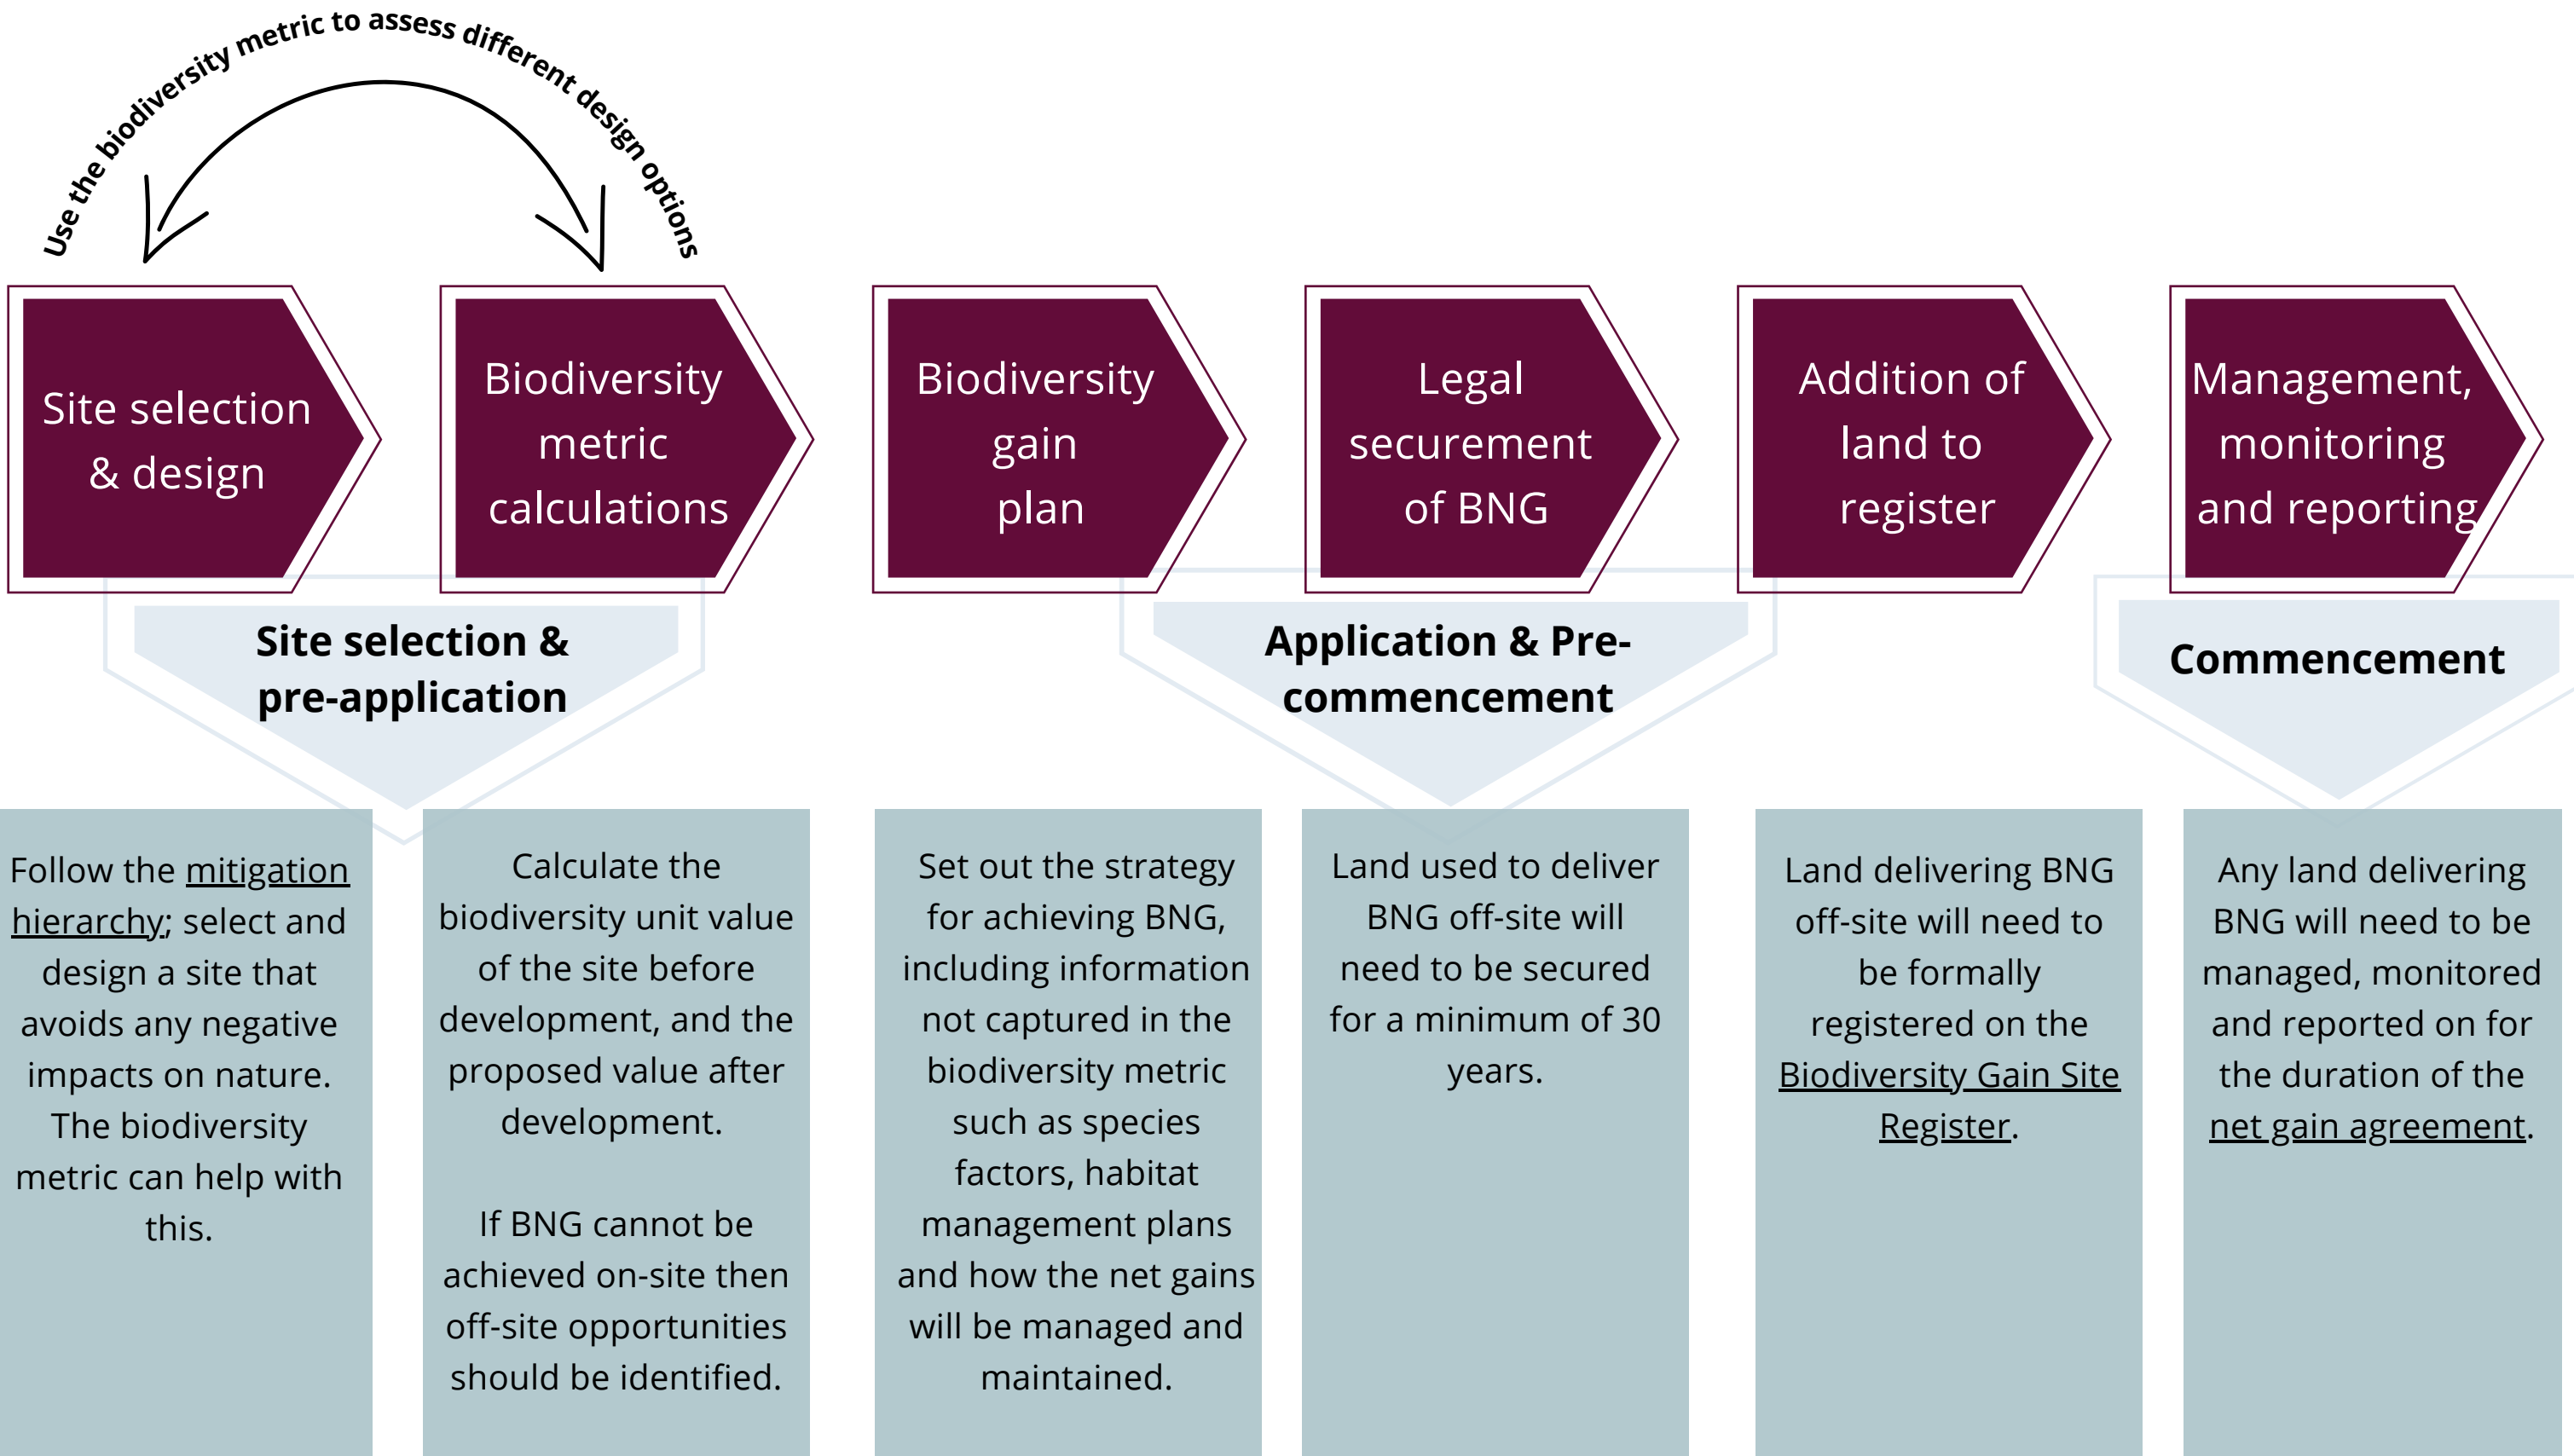 Use the biodiversity metric to assess different design options
Site selection
& design
Biodiversity
metric
calculations
Biodiversity
gain
plan
Legal
securement
of BNG
Addition of
land to
register
Management,
monitoring
and reporting
Site selection &
pre-application
Application & Pre-
commencement
Commencement
Follow the mitigation
hierarchy; select and
design a site that
avoids any negative
impacts on nature.
The biodiversity
metric can help with
this.
Calculate the
biodiversity unit value
of the site before
development, and the
proposed value after
development.
If BNG cannot be
achieved on-site then
off-site opportunities
should be identified.
Set out the strategy
for achieving BNG,
including information
not captured in the
biodiversity metric
such as species
factors, habitat
management plans
and how the net gains
will be managed and
maintained.
Land used to deliver
BNG off-site will
need to be secured
for a minimum of 30
years.
Land delivering BNG
off-site will need to
be formally
registered on the
Biodiversity Gain Site
Register.
Any land delivering
BNG will need to be
managed, monitored
and reported on for
the duration of the
net gain agreement.